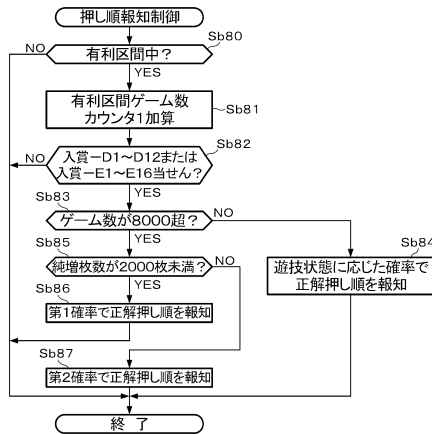 押し順報知制御
Sb80
NO
有利区間中？
YES
有利区間ゲーム数
カウンタ1加算
Sb81
Sb82
NO
入賞－D1～D12または
入賞－E1～E16当せん？
YES
Sb83
ゲーム数が8000超？
NO
YES
Sb84
遊技状態に応じた確率で
正解押し順を報知
Sb85
純増枚数が2000枚未満？
NO
YES
Sb86
第1確率で正解押し順を報知
Sb87
第2確率で正解押し順を報知
終 了